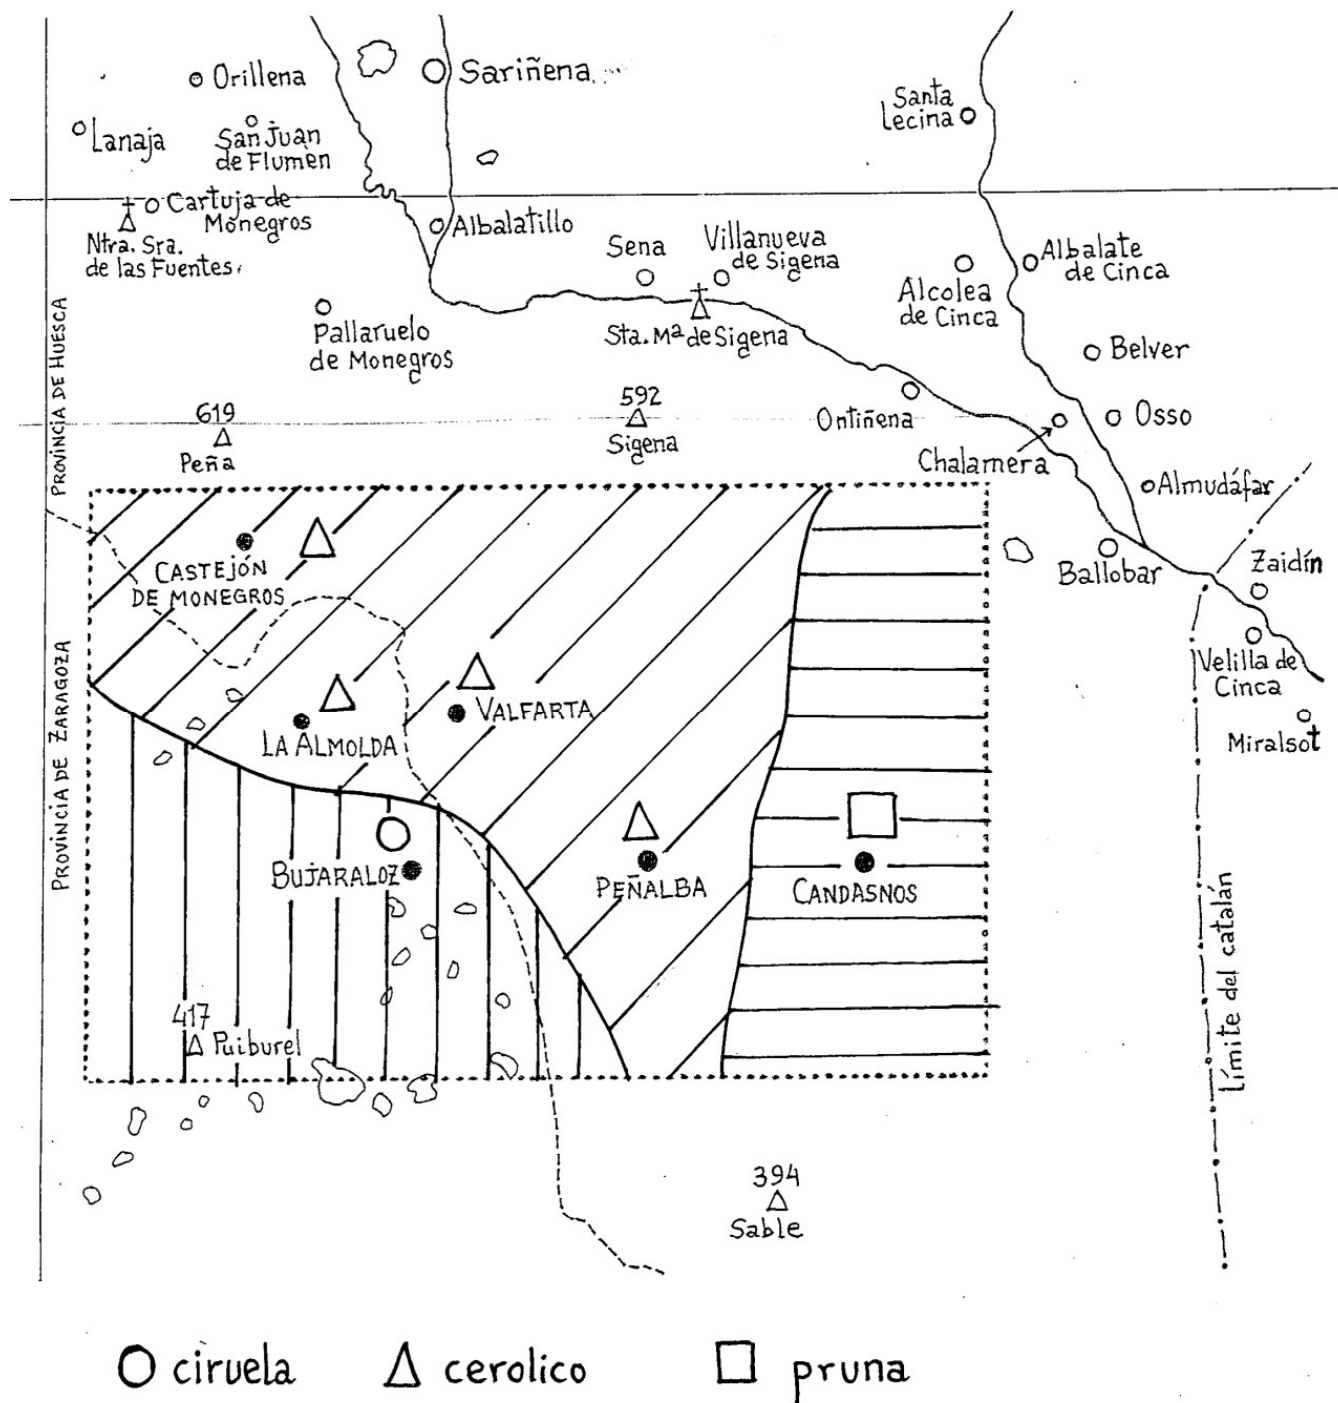 Orillena
Sariñena
Santa
Lecina
Lanaja
San Juan
de Flumen
Cartuja de
Monegros
Ntra. Sra.
de las Fuentes
Albalatillo
Sena
Villanueva
de Sigena
Albalate
de Cinca
Alcolea
de Cinca
Pallaruelo
de Monegros
Sta. Mª de Sigena
Belver
PROVINCIA DE HUESCA
619
Peña
592
Sigena
Ontiñena
Osso
Chalamera
Almudáfar
CASTEJÓN
DE MONEGROS
Ballobar
Zaidín
Velilla de
Cinca
Miralsot
VALFARTA
LA ALMOLDA
PROVINCIA DE ZARAGOZA
BUJARALOZ
PEÑALBA
CANDASNOS
Límite del catalán
417
Puiburel
394
Sable
ciruela
cerolico
pruna